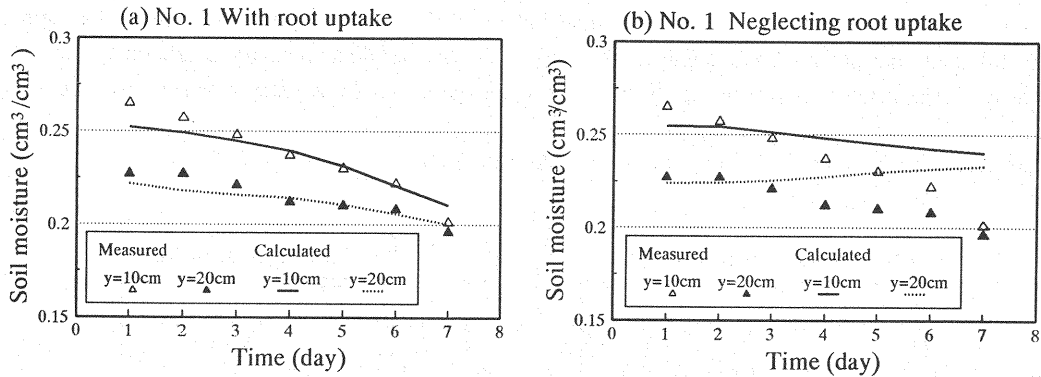 (a) No. 1 With root uptake
0.3
0.25
0.2
0.15
Soil moisture (cm³/cm³)
Measured Calculated
y=10cm y=20cm y=10cm y=20cm
1 2 3 4 5 6 7 8
Time (day)
(b) No. 1 Neglecting root uptake
0.3
0.25
0.2
0.15
Soil moisture (cm³/cm³)
Measured Calculated
y=10cm y=20cm y=10cm y=20cm
1 2 3 4 5 6 7 8
Time (day)